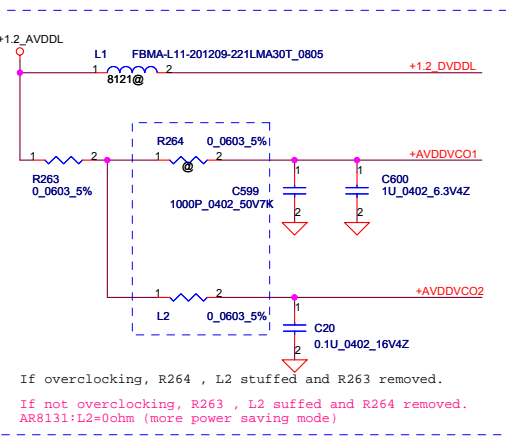 +1.2_AVDDL
L1 FBMA-L11-201209-221LMA30T_0805
1 2 +1.2_DVDDL
8121@
R264 0_0603_5%
1 2 1 2 +AVDDVCO1
@
R263
0_0603_5%
1 1
C599 C600
1000P_0402_50V7K 1U_0402_6.3V4Z
2 2
1 2 +AVDDVCO2
L2 0_0603_5%
1
C20
0.1U_0402_16V4Z
2
If overclocking, R264 , L2 stuffed and R263 removed.
If not overclocking, R263 , L2 suffed and R264 removed.
AR8131:L2=0ohm (more power saving mode)